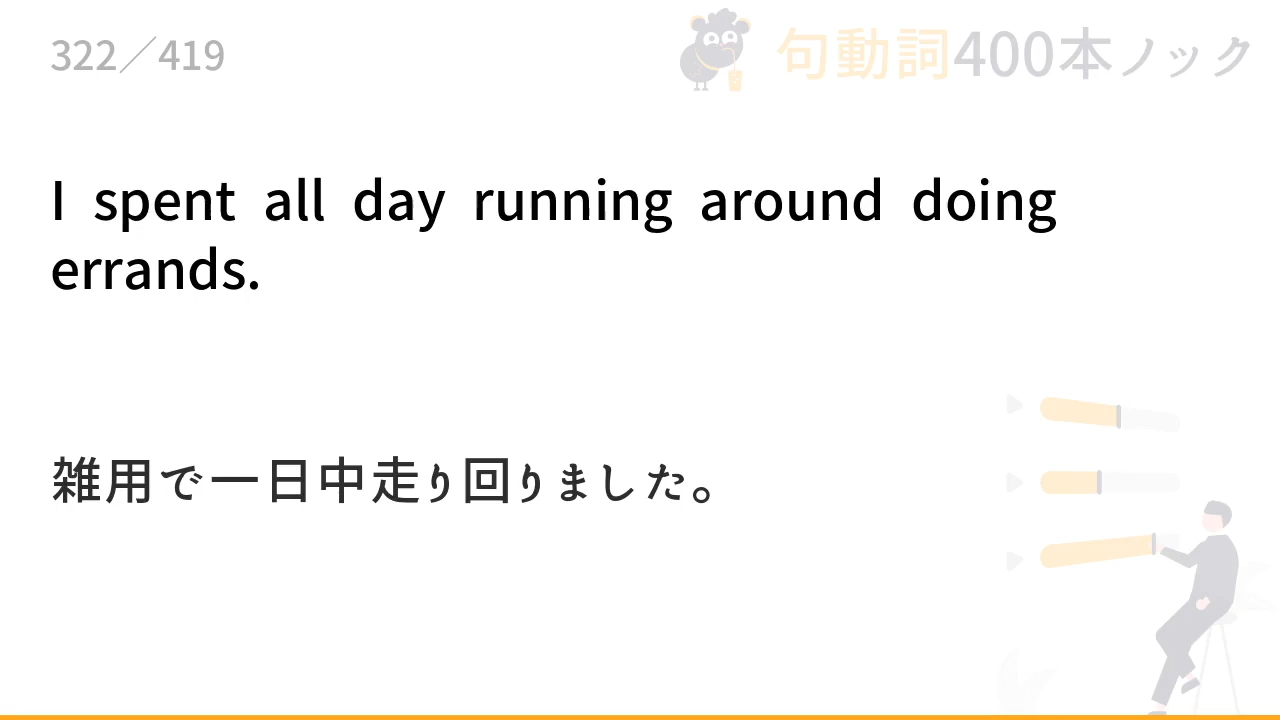 322／419
句動詞400本ノック
I spent all day running around doing
errands.
雑用で一日中走り回りました。